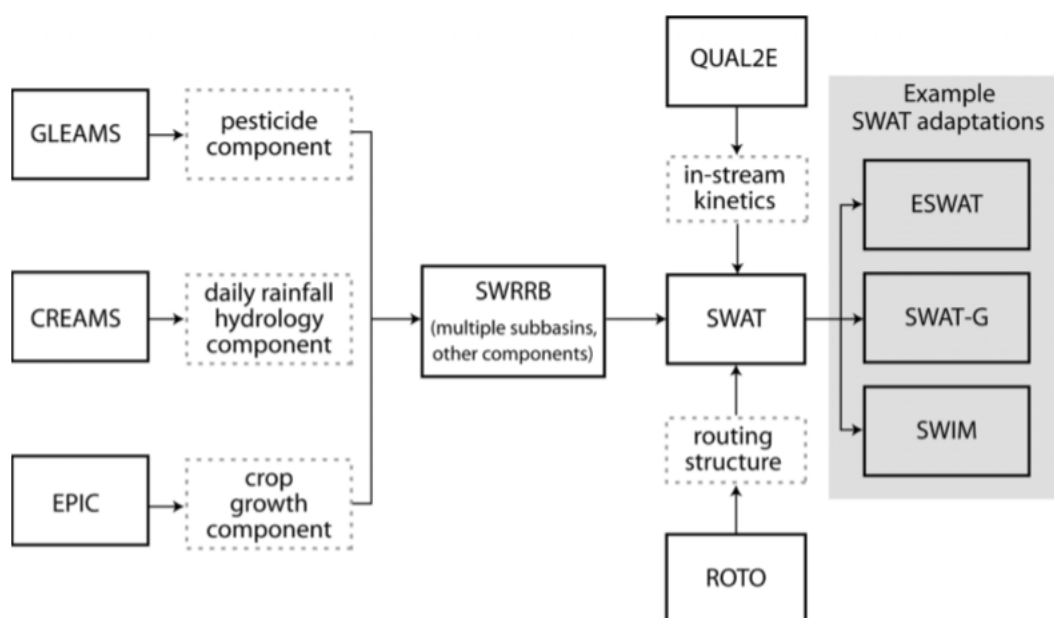 QUAL2E
Example
SWAT adaptations
GLEAMS
pesticide
component
in-stream
kinetics
ESWAT
CREAMS
daily rainfall
hydrology
component
SWRRB
(multiple subbasins,
other components)
SWAT
SWAT-G
SWIM
routing
structure
EPIC
crop
growth
component
ROTO